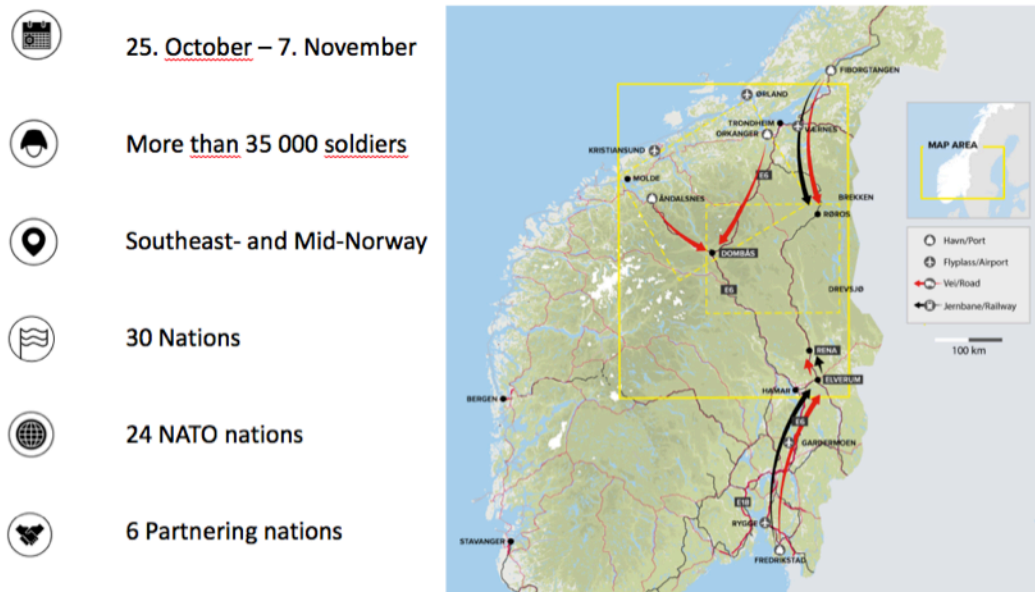 25. October – 7. November
More than 35 000 soldiers
Southeast- and Mid-Norway
30 Nations
24 NATO nations
6 Partnering nations
FIBORGTANGEN
ØRLAND
TRONDHEIM
VÆRNES
ORKANGER
KRISTIANSUND
E6
MOLDE
ÅNDALSNES
BREKKEN
RØROS
DOMBÅS
E6
DREVSJØ
RENA
ELVERUM
HAMAR
BERGEN
E6
GARDERMOEN
E18
RYGGE
STAVANGER
FREDRIKSTAD
MAP AREA
Havn/Port
Flyplass/Airport
Vei/Road
Jernbane/Railway
100 km